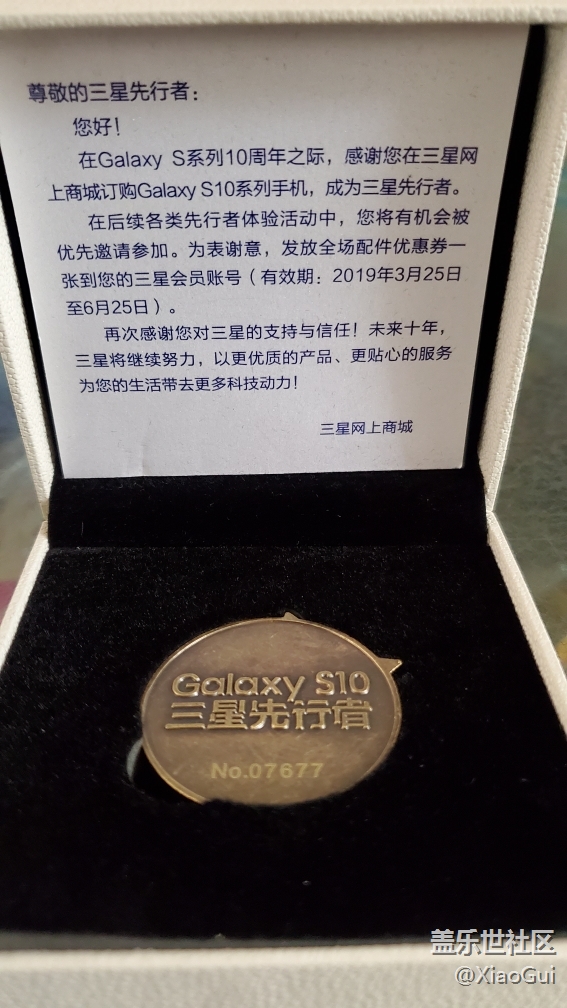 尊敬的三星先行者：
您好！
在Galaxy S系列10周年之际，感谢您在三星网
上商城订购Galaxy S10系列手机，成为三星先行者。
在后续各类先行者体验活动中，您将有机会被
优先邀请参加。为表谢意，发放全场配件优惠券一
张到您的三星会员账号（有效期：2019年3月25日
至6月25日）。
再次感谢您对三星的支持与信任！未来十年，
三星将继续努力，以更优质的产品、更贴心的服务
为您的生活带去更多科技动力！
三星网上商城
Galaxy S10
三星先行者
No.07677
盖乐世社区
@XiaoGui